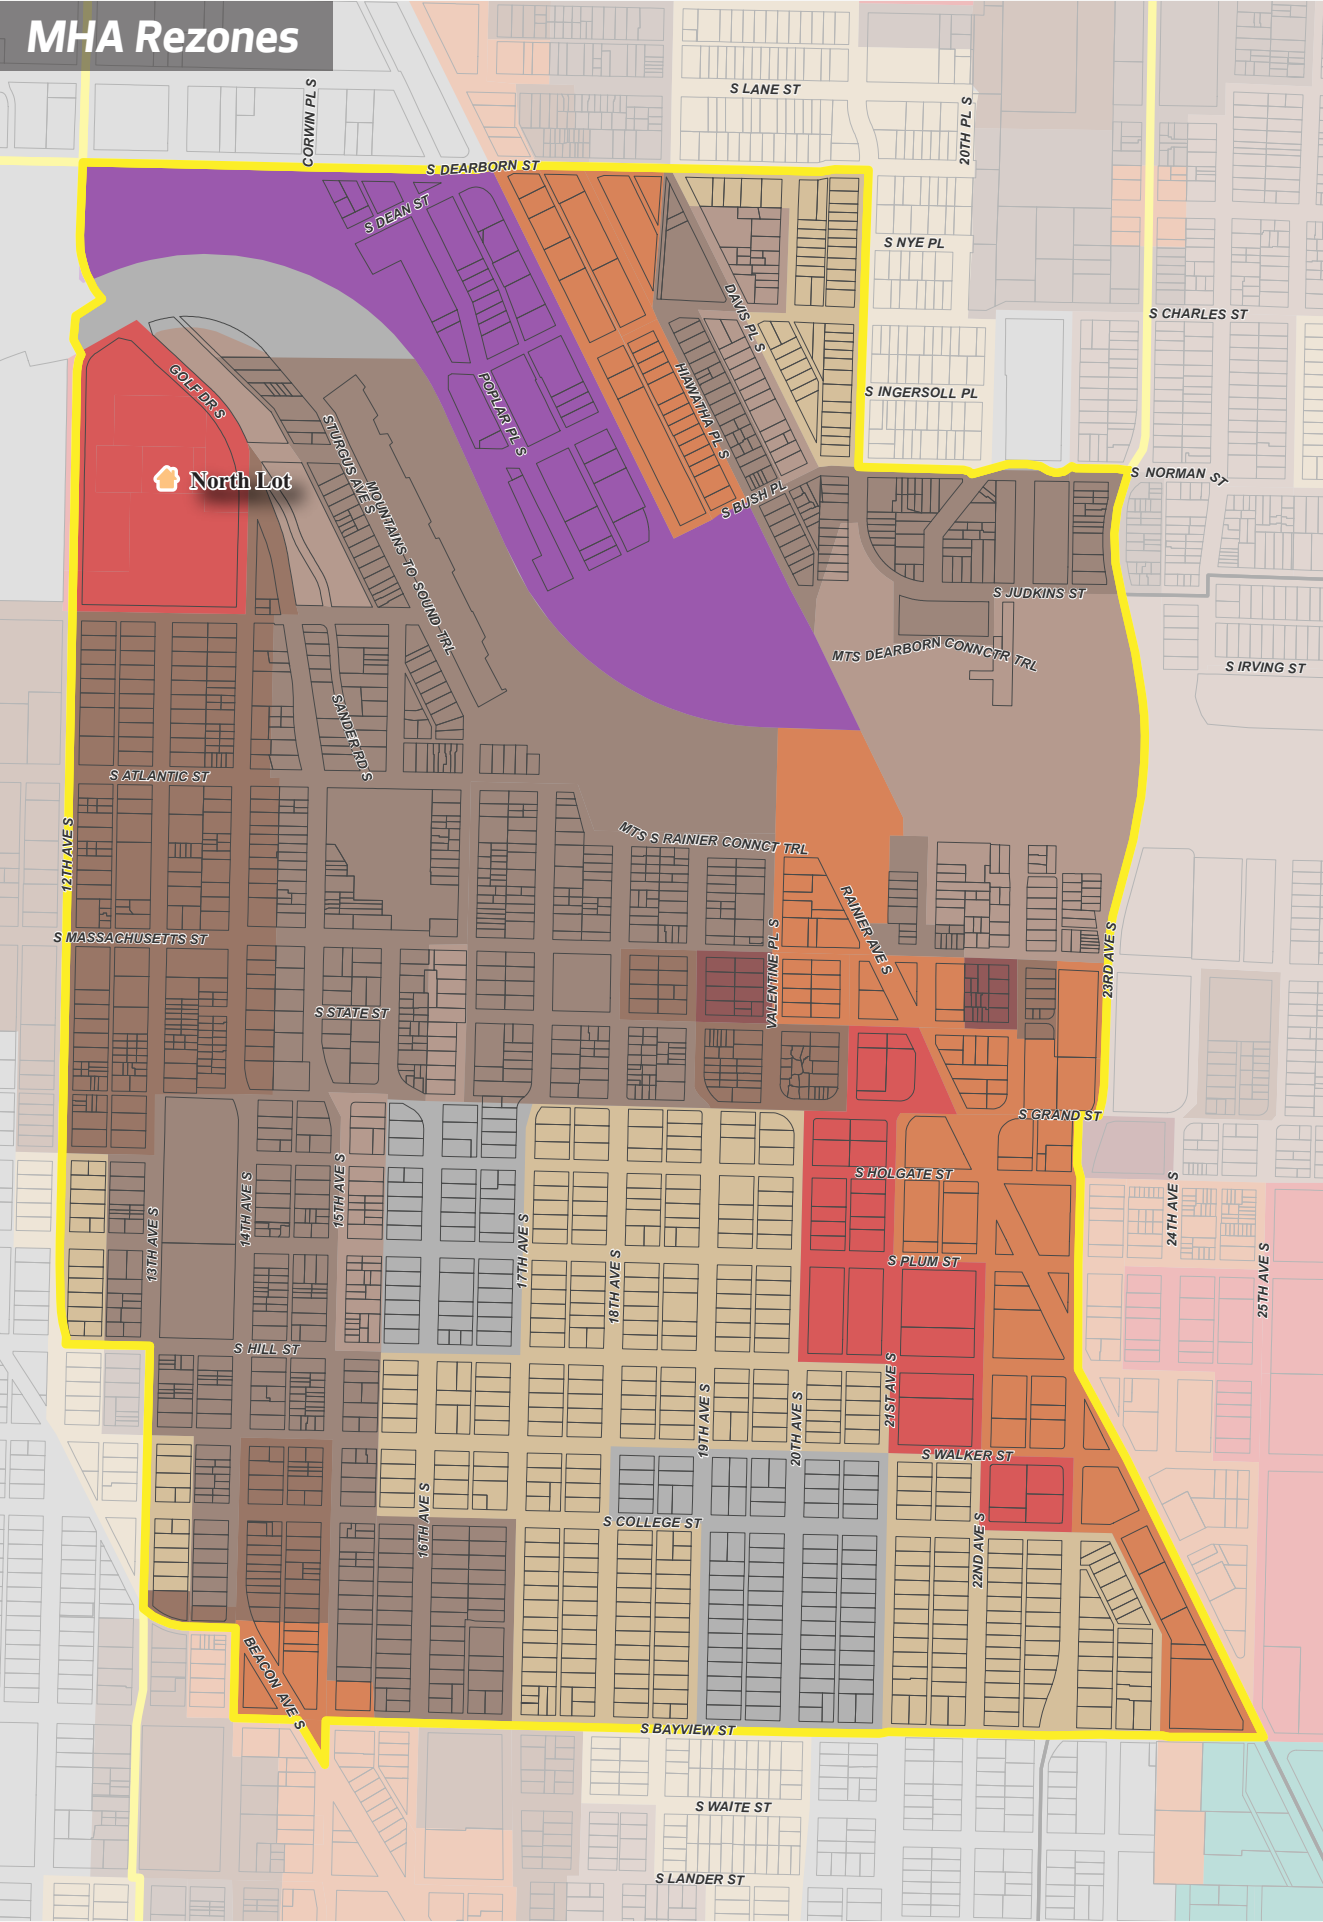 MHA Rezones
CORWIN PL S
S LANE ST
20TH PL S
S DEARBORN ST
S DEAN ST
S NYE PL
DAVIS PL S
S CHARLES ST
GOLF DR S
POPLAR PL S
HIAWATHA PL S
S INGERSOLL PL
STURGUS AVE S
North Lot
S NORMAN ST
S BUSH PL
MOUNTAINS TO SOUND TRL
S JUDKINS ST
MTS DEARBORN CONNCTR TRL
S IRVING ST
SANDER RD S
S ATLANTIC ST
MTS S RAINIER CONNCT TRL
12TH AVE S
RAINIER AVE S
S MASSACHUSETTS ST
VALENTINE PL S
23RD AVE S
S STATE ST
S GRAND ST
S HOLGATE ST
13TH AVE S
14TH AVE S
15TH AVE S
17TH AVE S
18TH AVE S
24TH AVE S
25TH AVE S
S PLUM ST
S HILL ST
19TH AVE S
20TH AVE S
21ST AVE S
S WALKER ST
16TH AVE S
S COLLEGE ST
22ND AVE S
BEACON AVE S
S BAYVIEW ST
S WAITE ST
S LANDER ST